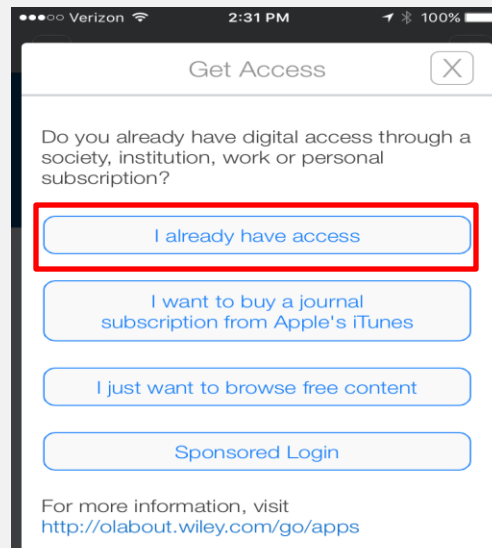 Verizon 2:31 PM 100%
Get Access X
Do you already have digital access through a
society, institution, work or personal
subscription?
I already have access
I want to buy a journal
subscription from Apple's iTunes
I just want to browse free content
Sponsored Login
For more information, visit
http://olabout.wiley.com/go/apps